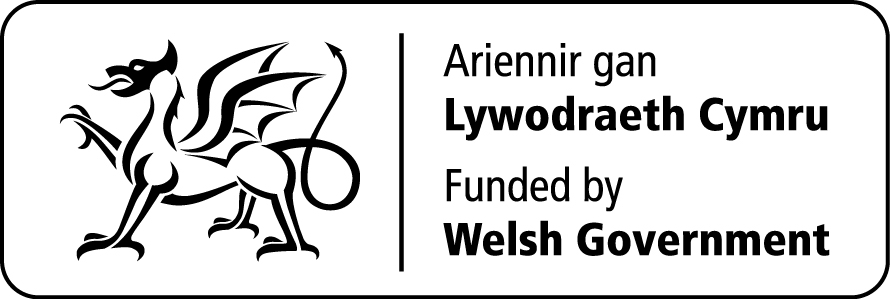 Ariennir gan
Lywodraeth Cymru
Funded by
Welsh Government